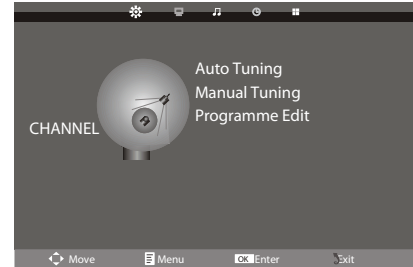 Auto Tuning
Manual Tuning
Programme Edit
CHANNEL
Move Menu OK Enter Exit